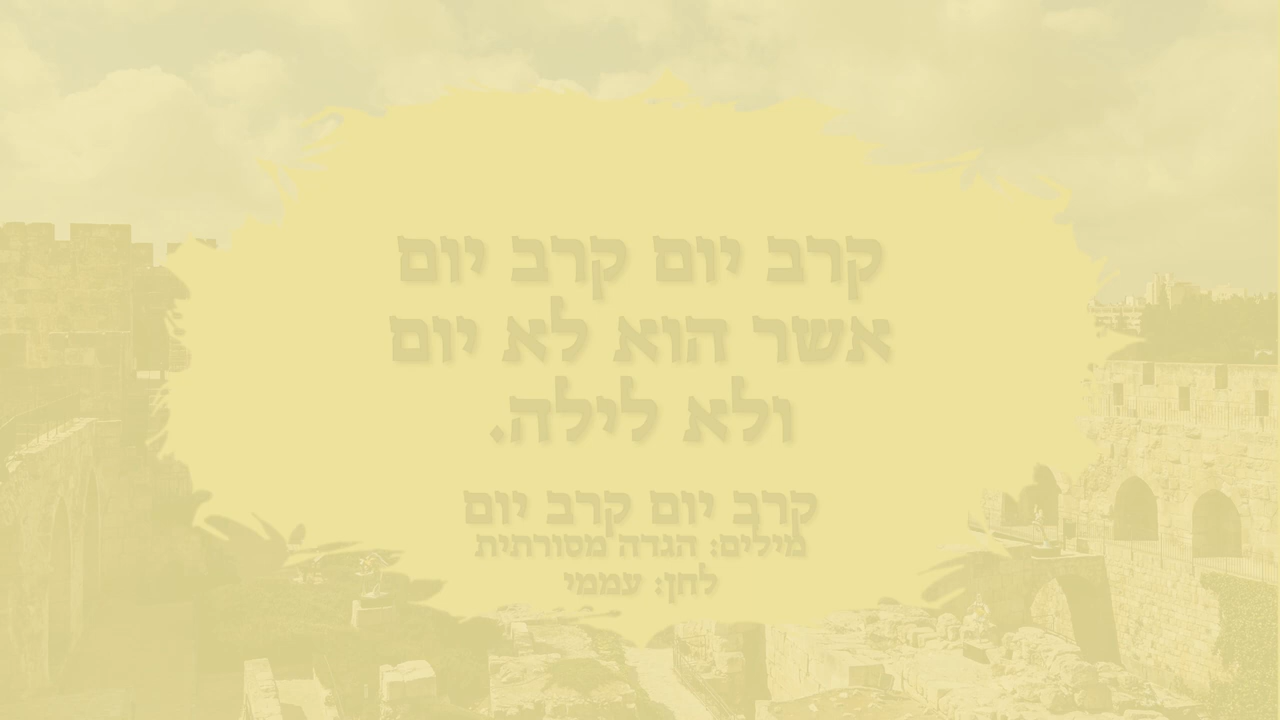 קרב יום קרב יום
אשר הוא לא יום
ולא לילה.
קרב יום קרב יום
מילים: הגדה מסורתית
לחן: עממי